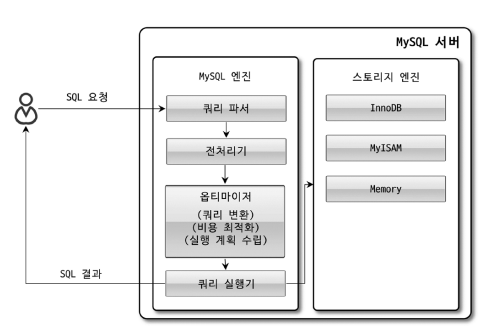 MySQL 서버
MySQL 엔진
스토리지 엔진
SQL 요청
쿼리 파서
InnoDB
전처리기
MyISAM
Memory
옵티마이저
(쿼리 변환)
(비용 최적화)
(실행 계획 수립)
SQL 결과
쿼리 실행기